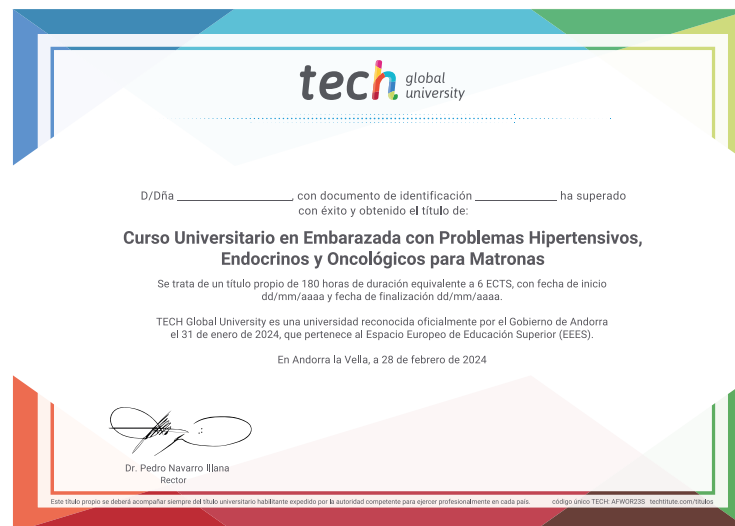 tech global university
D/Dña ______________, con documento de identificación __________ ha superado
con éxito y obtenido el título de:
Curso Universitario en Embarazada con Problemas Hipertensivos,
Endocrinos y Oncológicos para Matronas
Se trata de un título propio de 180 horas de duración equivalente a 6 ECTS, con fecha de inicio
dd/mm/aaaa y fecha de finalización dd/mm/aaaa.
TECH Global University es una universidad reconocida oficialmente por el Gobierno de Andorra
el 31 de enero de 2024, que pertenece al Espacio Europeo de Educación Superior (EEES).
En Andorra la Vella, a 28 de febrero de 2024
Dr. Pedro Navarro Illana
Rector
Este título propio se deberá acompañar siempre del título universitario habilitante expedido por la autoridad competente para ejercer profesionalmente en cada país. código único TECH: AFWOR23S techtitute.com/titulos